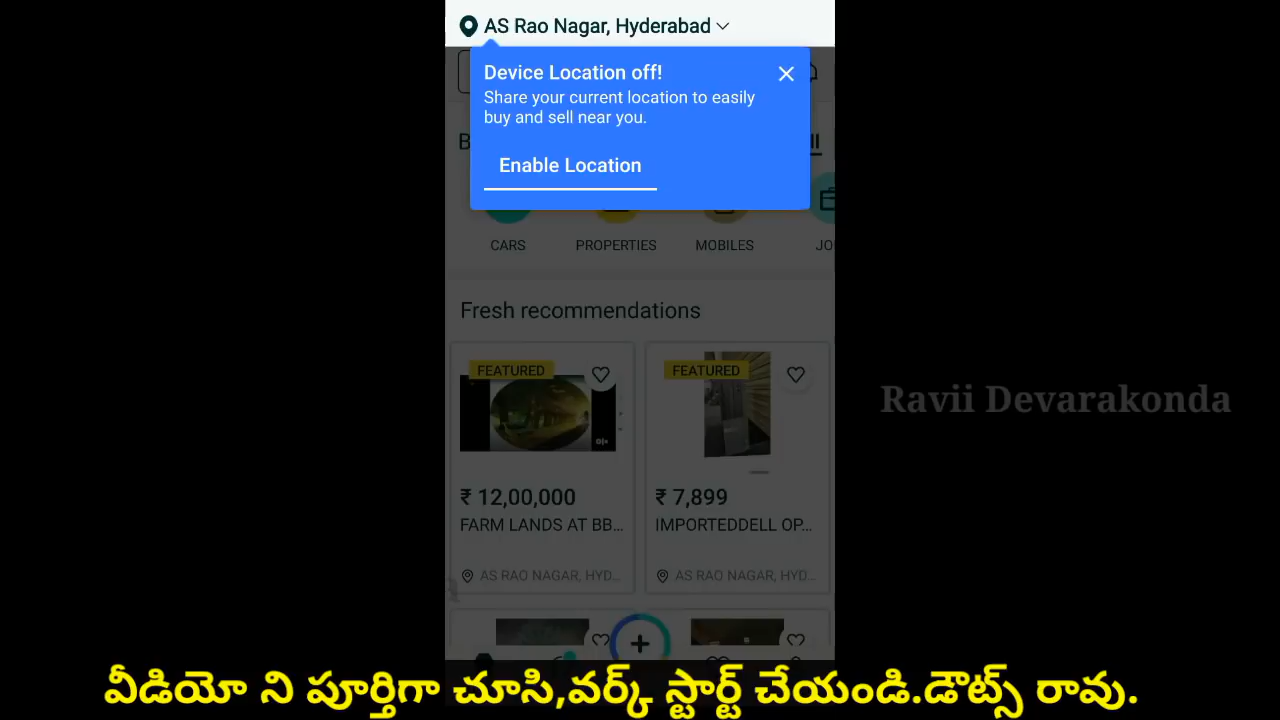 AS Rao Nagar, Hyderabad
Device Location off!
Share your current location to easily
buy and sell near you.
Enable Location
CARS PROPERTIES MOBILES JO
Fresh recommendations
FEATURED FEATURED
₹ 12,00,000 ₹ 7,899
FARM LANDS AT BB... IMPORTEDDELL OP...
AS RAO NAGAR, HYD... AS RAO NAGAR, HYD...
Ravii Devarakonda
వీడియో ని పూర్తిగా చూసి,వర్క్ స్టార్ట్ చేయండి.డౌట్స్ రావు.